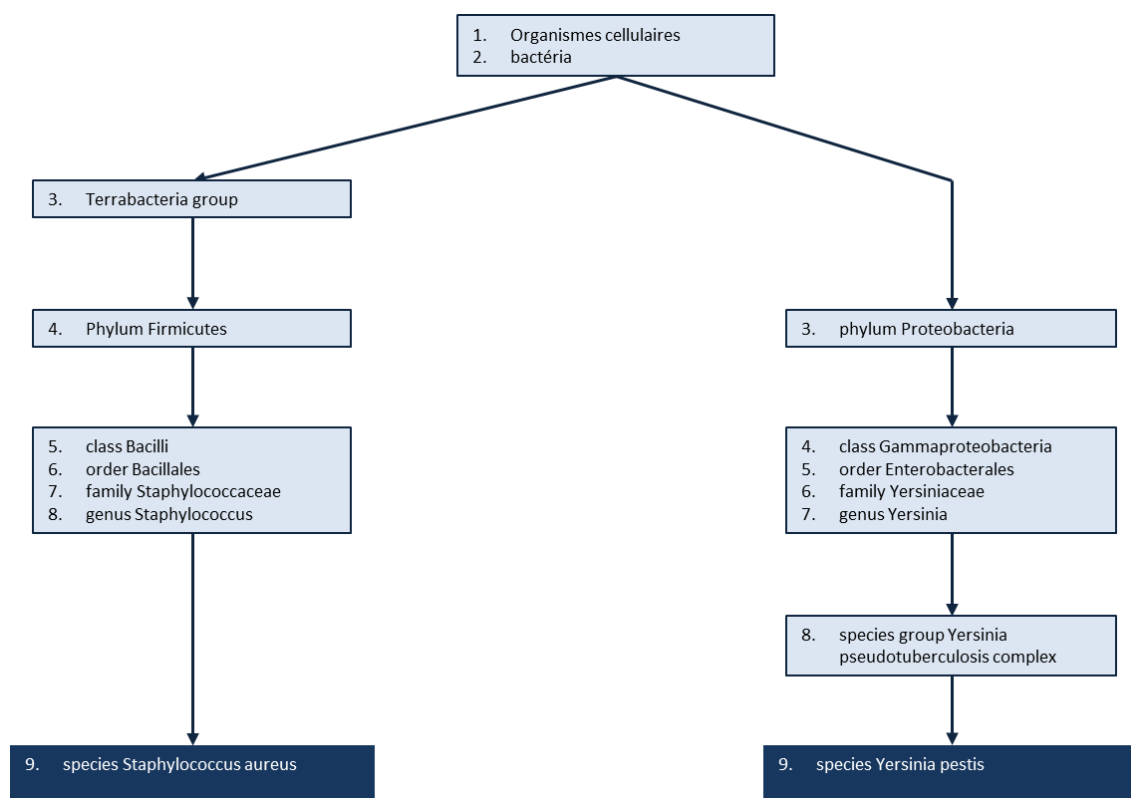 1. Organismes cellulaires
2. bactéria
3. Terrabacteria group
4. Phylum Firmicutes
3. phylum Proteobacteria
5. class Bacilli
6. order Bacillales
7. family Staphylococcaceae
8. genus Staphylococcus
4. class Gammaproteobacteria
5. order Enterobacterales
6. family Yersiniaceae
7. genus Yersinia
8. species group Yersinia
pseudotuberculosis complex
9. species Staphylococcus aureus
9. species Yersinia pestis